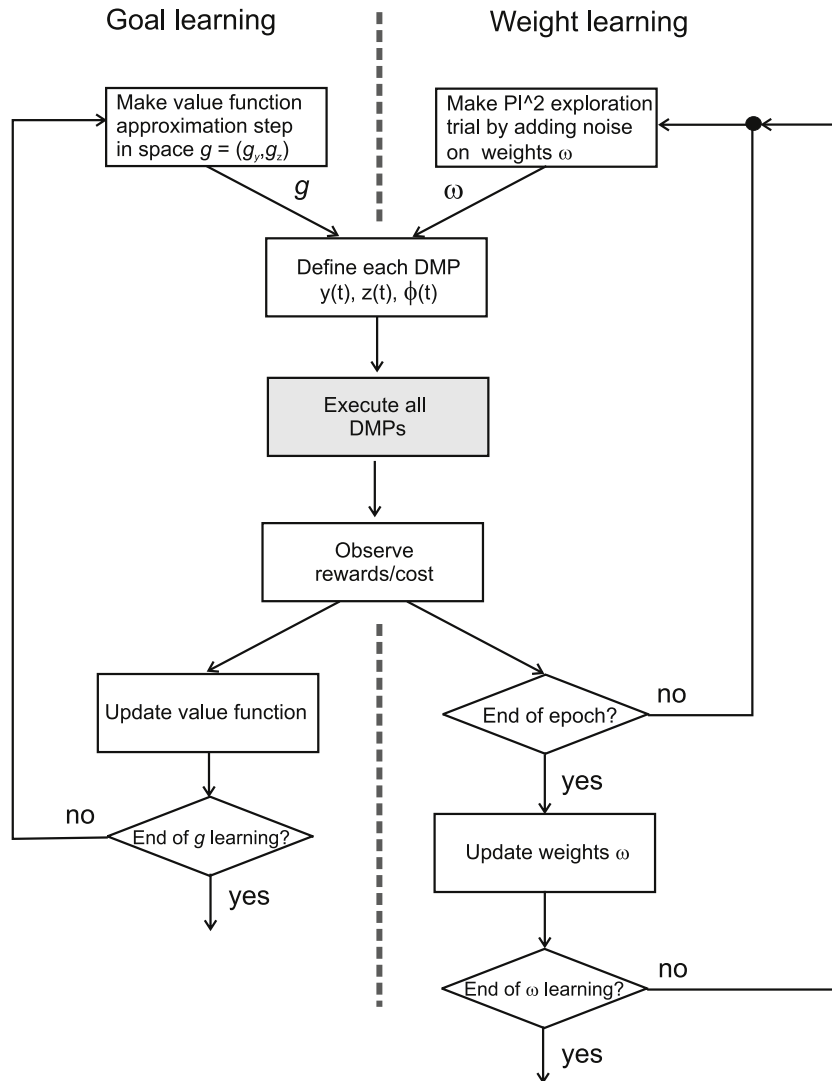 Goal learning
Weight learning
Make value function
approximation step
in space g = (gy,gz)
Make PI^2 exploration
trial by adding noise
on weights ω
g
ω
Define each DMP
y(t), z(t), ϕ(t)
Execute all
DMPs
Observe
rewards/cost
Update value function
End of epoch?
no
yes
no
End of g learning?
yes
Update weights ω
End of ω learning?
no
yes